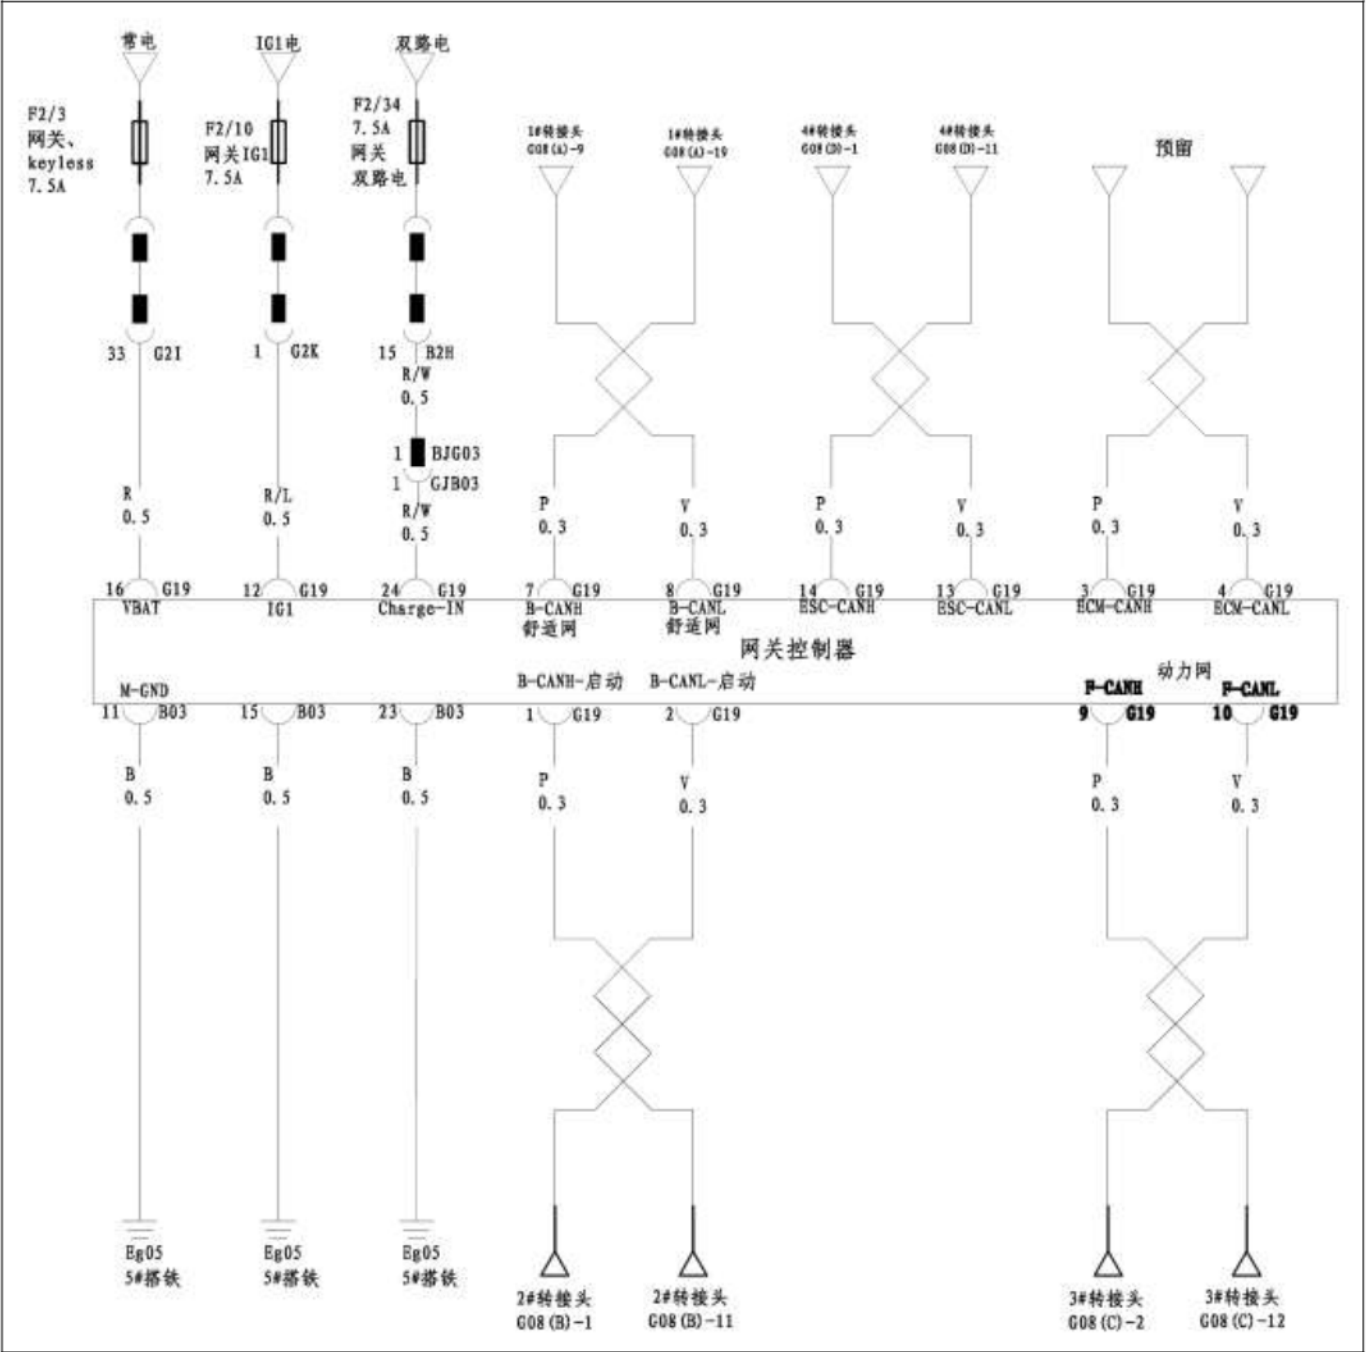 常电
IG1电
双路电
F2/3
网关、
keyless
7.5A
F2/10
网关IG1
7.5A
F2/34
7.5A
网关
双路电
1#转接头
G08(A)-9
1#转接头
G08(A)-19
4#转接头
G08(D)-1
4#转接头
G08(D)-11
预留
33 G2I
1 G2K
15 B2H
R/W
0.5
1 BJG03
1 GJB03
R
0.5
R/L
0.5
R/W
0.5
P
0.3
V
0.3
P
0.3
V
0.3
P
0.3
V
0.3
16 G19
VBAT
12 G19
IG1
24 G19
Charge-IN
7 G19
B-CANH
舒适网
8 G19
B-CANL
舒适网
14 G19
ESC-CANH
13 G19
ESC-CANL
3 G19
ECM-CANH
4 G19
ECM-CANL
网关控制器
动力网
M-GND
11 B03
15 B03
23 B03
B-CANH-启动
1 G19
B-CANL-启动
2 G19
P-CANH
9 G19
P-CANL
10 G19
B
0.5
B
0.5
B
0.5
P
0.3
V
0.3
P
0.3
V
0.3
Eg05
5#搭铁
Eg05
5#搭铁
Eg05
5#搭铁
2#转接头
G08(B)-1
2#转接头
G08(B)-11
3#转接头
G08(C)-2
3#转接头
G08(C)-12